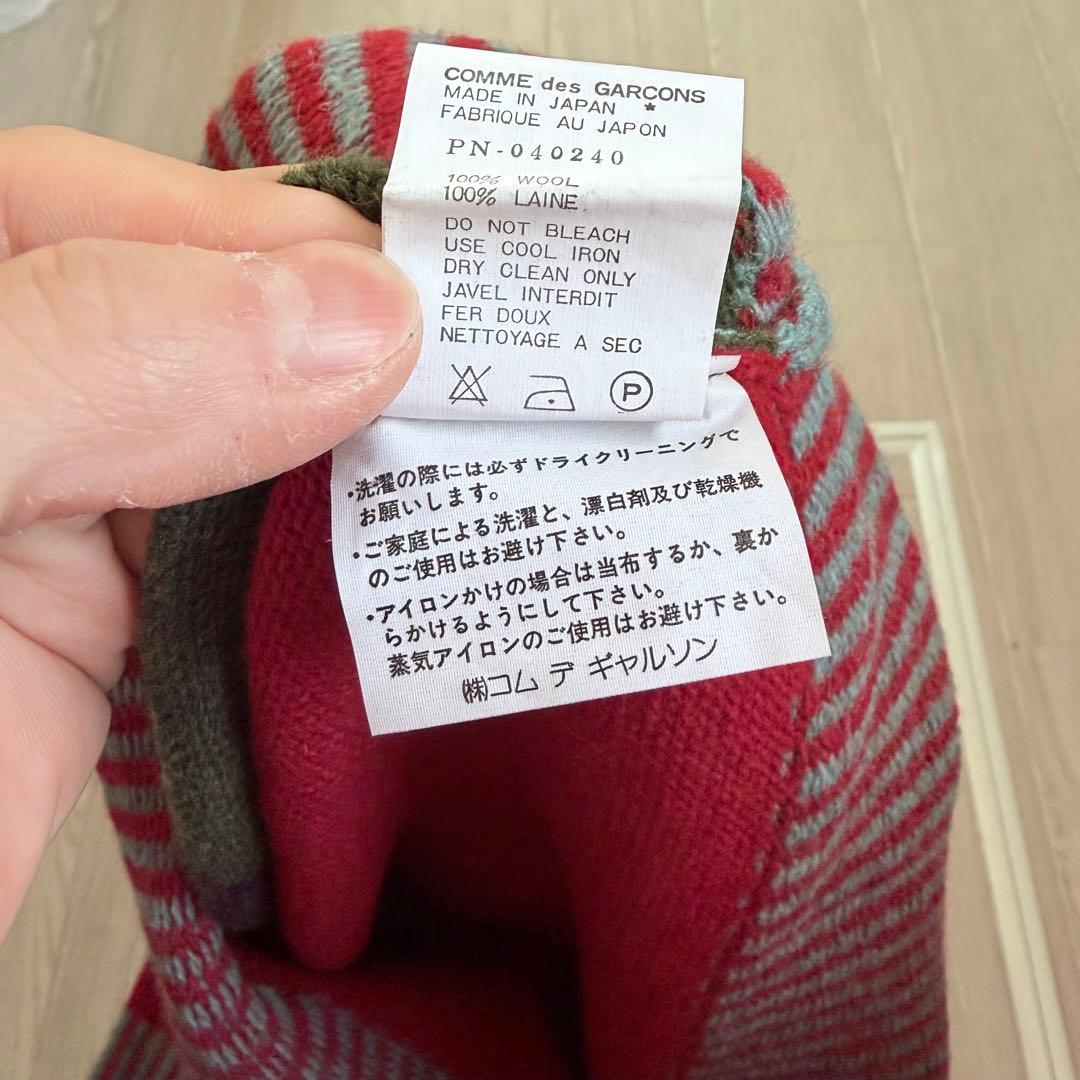 COMME des GARCONS
MADE IN JAPAN *
FABRIQUE AU JAPON
PN-040240
100% WOOL
100% LAINE
DO NOT BLEACH
USE COOL IRON
DRY CLEAN ONLY
JAVEL INTERDIT
FER DOUX
NETTOYAGE A SEC
P
・洗濯の際には必ずドライクリーニングで
お願いします。
・ご家庭による洗濯と、漂白剤及び乾燥機
のご使用はお避け下さい。
・アイロンかけの場合は当布するか、裏か
らかけるようにして下さい。
蒸気アイロンのご使用はお避け下さい。
㈱コム デ ギャルソン